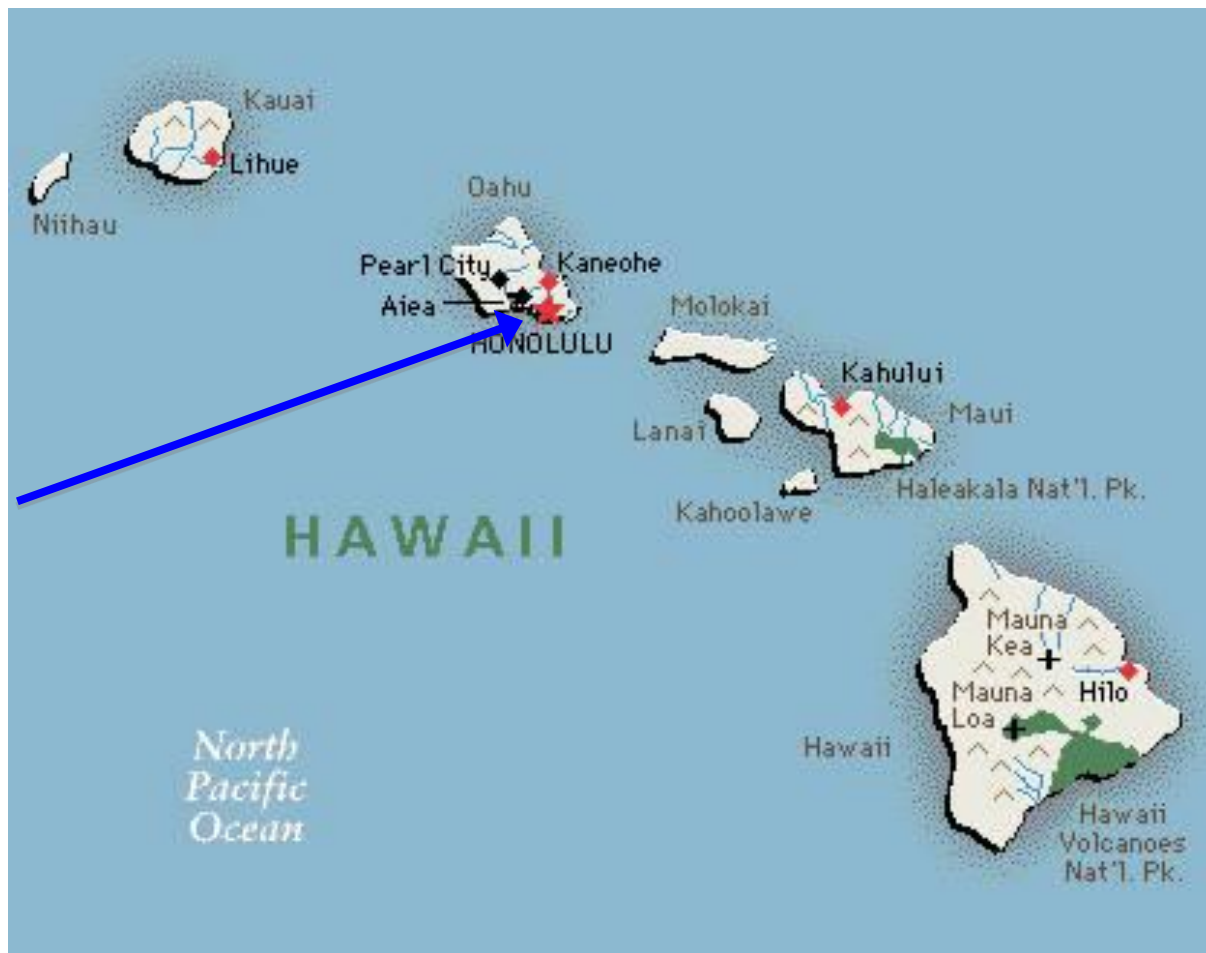 Kauai
Lihue
Niihau
Oahu
Pearl City
Kaneohe
Aiea
HONOLULU
Molokai
Kahului
Maui
Lanai
Haleakala Nat'l. Pk.
Kahoolawe
HAWAII
Mauna
Kea
Mauna
Loa
Hilo
Hawaii
North
Pacific
Ocean
Hawaii
Volcanoes
Nat'l. Pk.